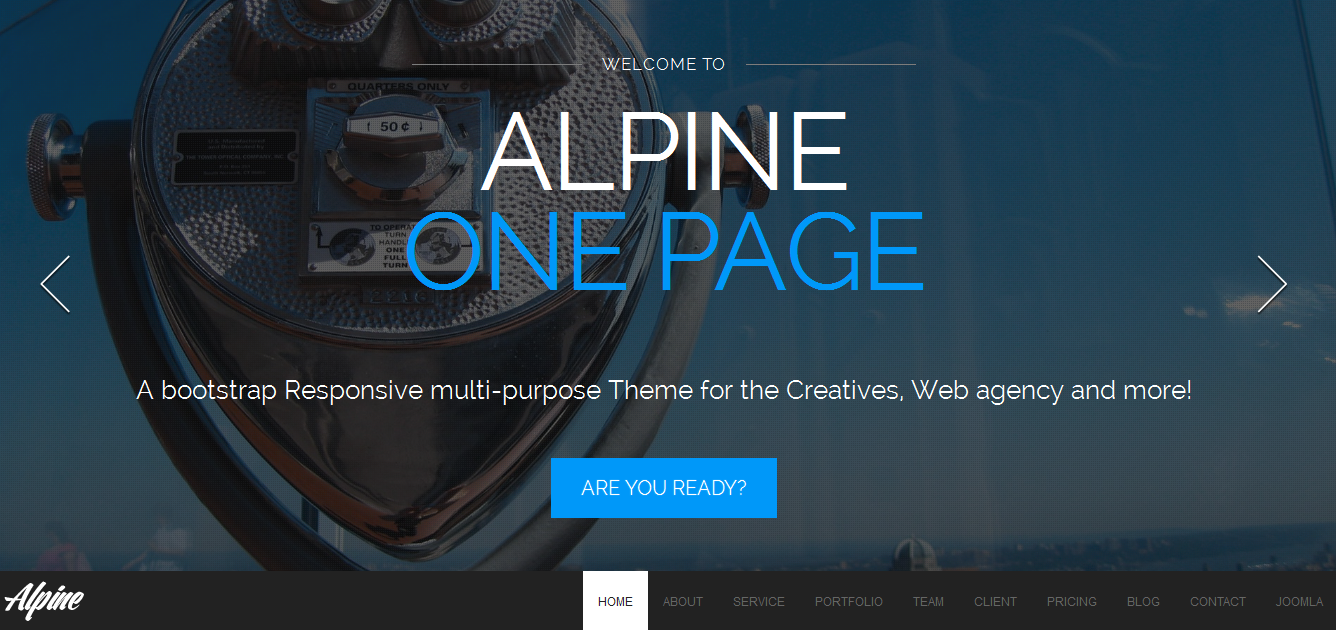 WELCOME TO
QUARTERS ONLY
50¢
ALPINE
TO OPERATE
TURN
HANDLE
ONE
FULL
TURN
ONE PAGE
2216
A bootstrap Responsive multi-purpose Theme for the Creatives, Web agency and more!
ARE YOU READY?
Alpine HOME ABOUT SERVICE PORTFOLIO TEAM CLIENT PRICING BLOG CONTACT JOOMLA